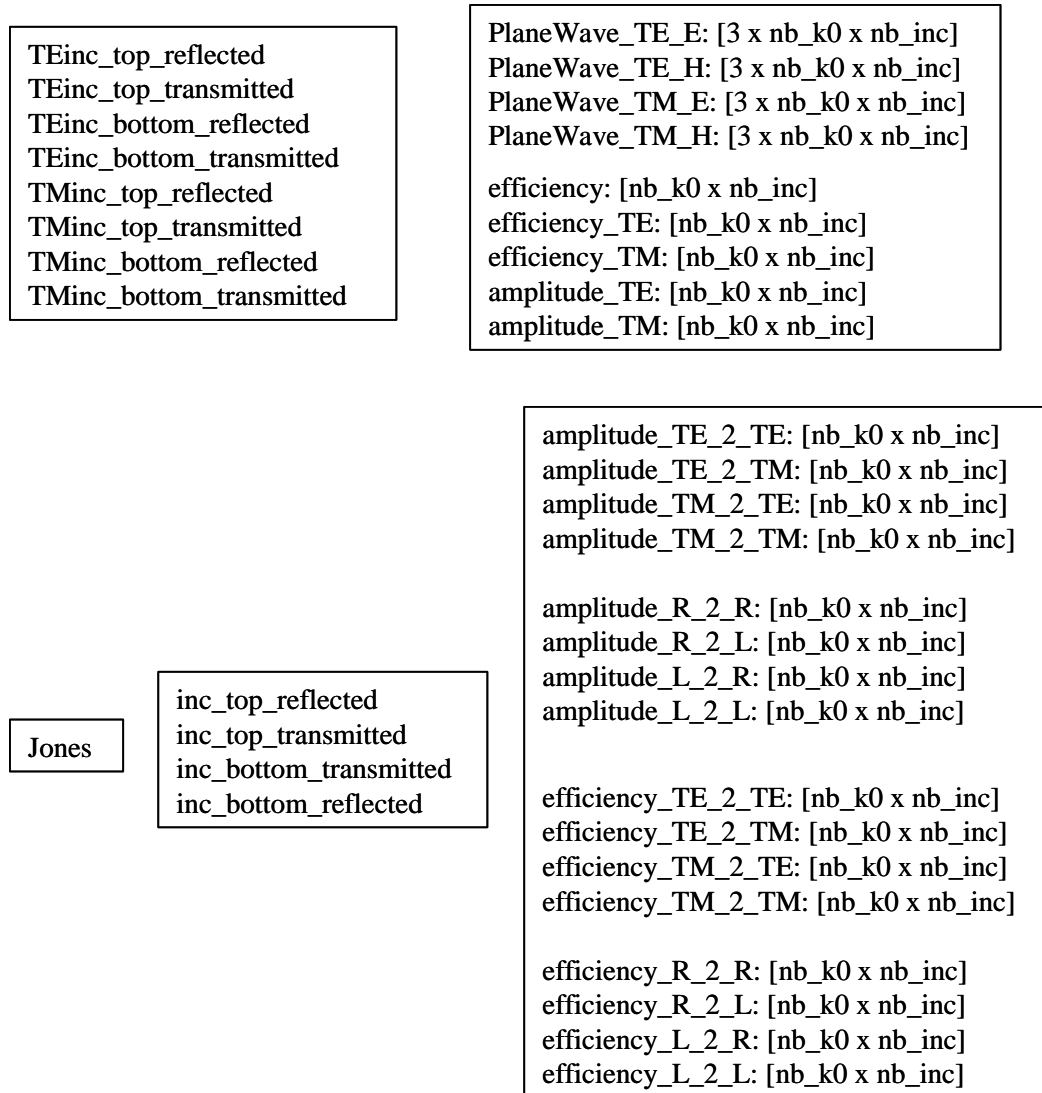 TEinc_top_reflected
TEinc_top_transmitted
TEinc_bottom_reflected
TEinc_bottom_transmitted
TMinc_top_reflected
TMinc_top_transmitted
TMinc_bottom_reflected
TMinc_bottom_transmitted
PlaneWave_TE_E: [3 x nb_k0 x nb_inc]
PlaneWave_TE_H: [3 x nb_k0 x nb_inc]
PlaneWave_TM_E: [3 x nb_k0 x nb_inc]
PlaneWave_TM_H: [3 x nb_k0 x nb_inc]
efficiency: [nb_k0 x nb_inc]
efficiency_TE: [nb_k0 x nb_inc]
efficiency_TM: [nb_k0 x nb_inc]
amplitude_TE: [nb_k0 x nb_inc]
amplitude_TM: [nb_k0 x nb_inc]
Jones
inc_top_reflected
inc_top_transmitted
inc_bottom_transmitted
inc_bottom_reflected
amplitude_TE_2_TE: [nb_k0 x nb_inc]
amplitude_TE_2_TM: [nb_k0 x nb_inc]
amplitude_TM_2_TE: [nb_k0 x nb_inc]
amplitude_TM_2_TM: [nb_k0 x nb_inc]
amplitude_R_2_R: [nb_k0 x nb_inc]
amplitude_R_2_L: [nb_k0 x nb_inc]
amplitude_L_2_R: [nb_k0 x nb_inc]
amplitude_L_2_L: [nb_k0 x nb_inc]
efficiency_TE_2_TE: [nb_k0 x nb_inc]
efficiency_TE_2_TM: [nb_k0 x nb_inc]
efficiency_TM_2_TE: [nb_k0 x nb_inc]
efficiency_TM_2_TM: [nb_k0 x nb_inc]
efficiency_R_2_R: [nb_k0 x nb_inc]
efficiency_R_2_L: [nb_k0 x nb_inc]
efficiency_L_2_R: [nb_k0 x nb_inc]
efficiency_L_2_L: [nb_k0 x nb_inc]